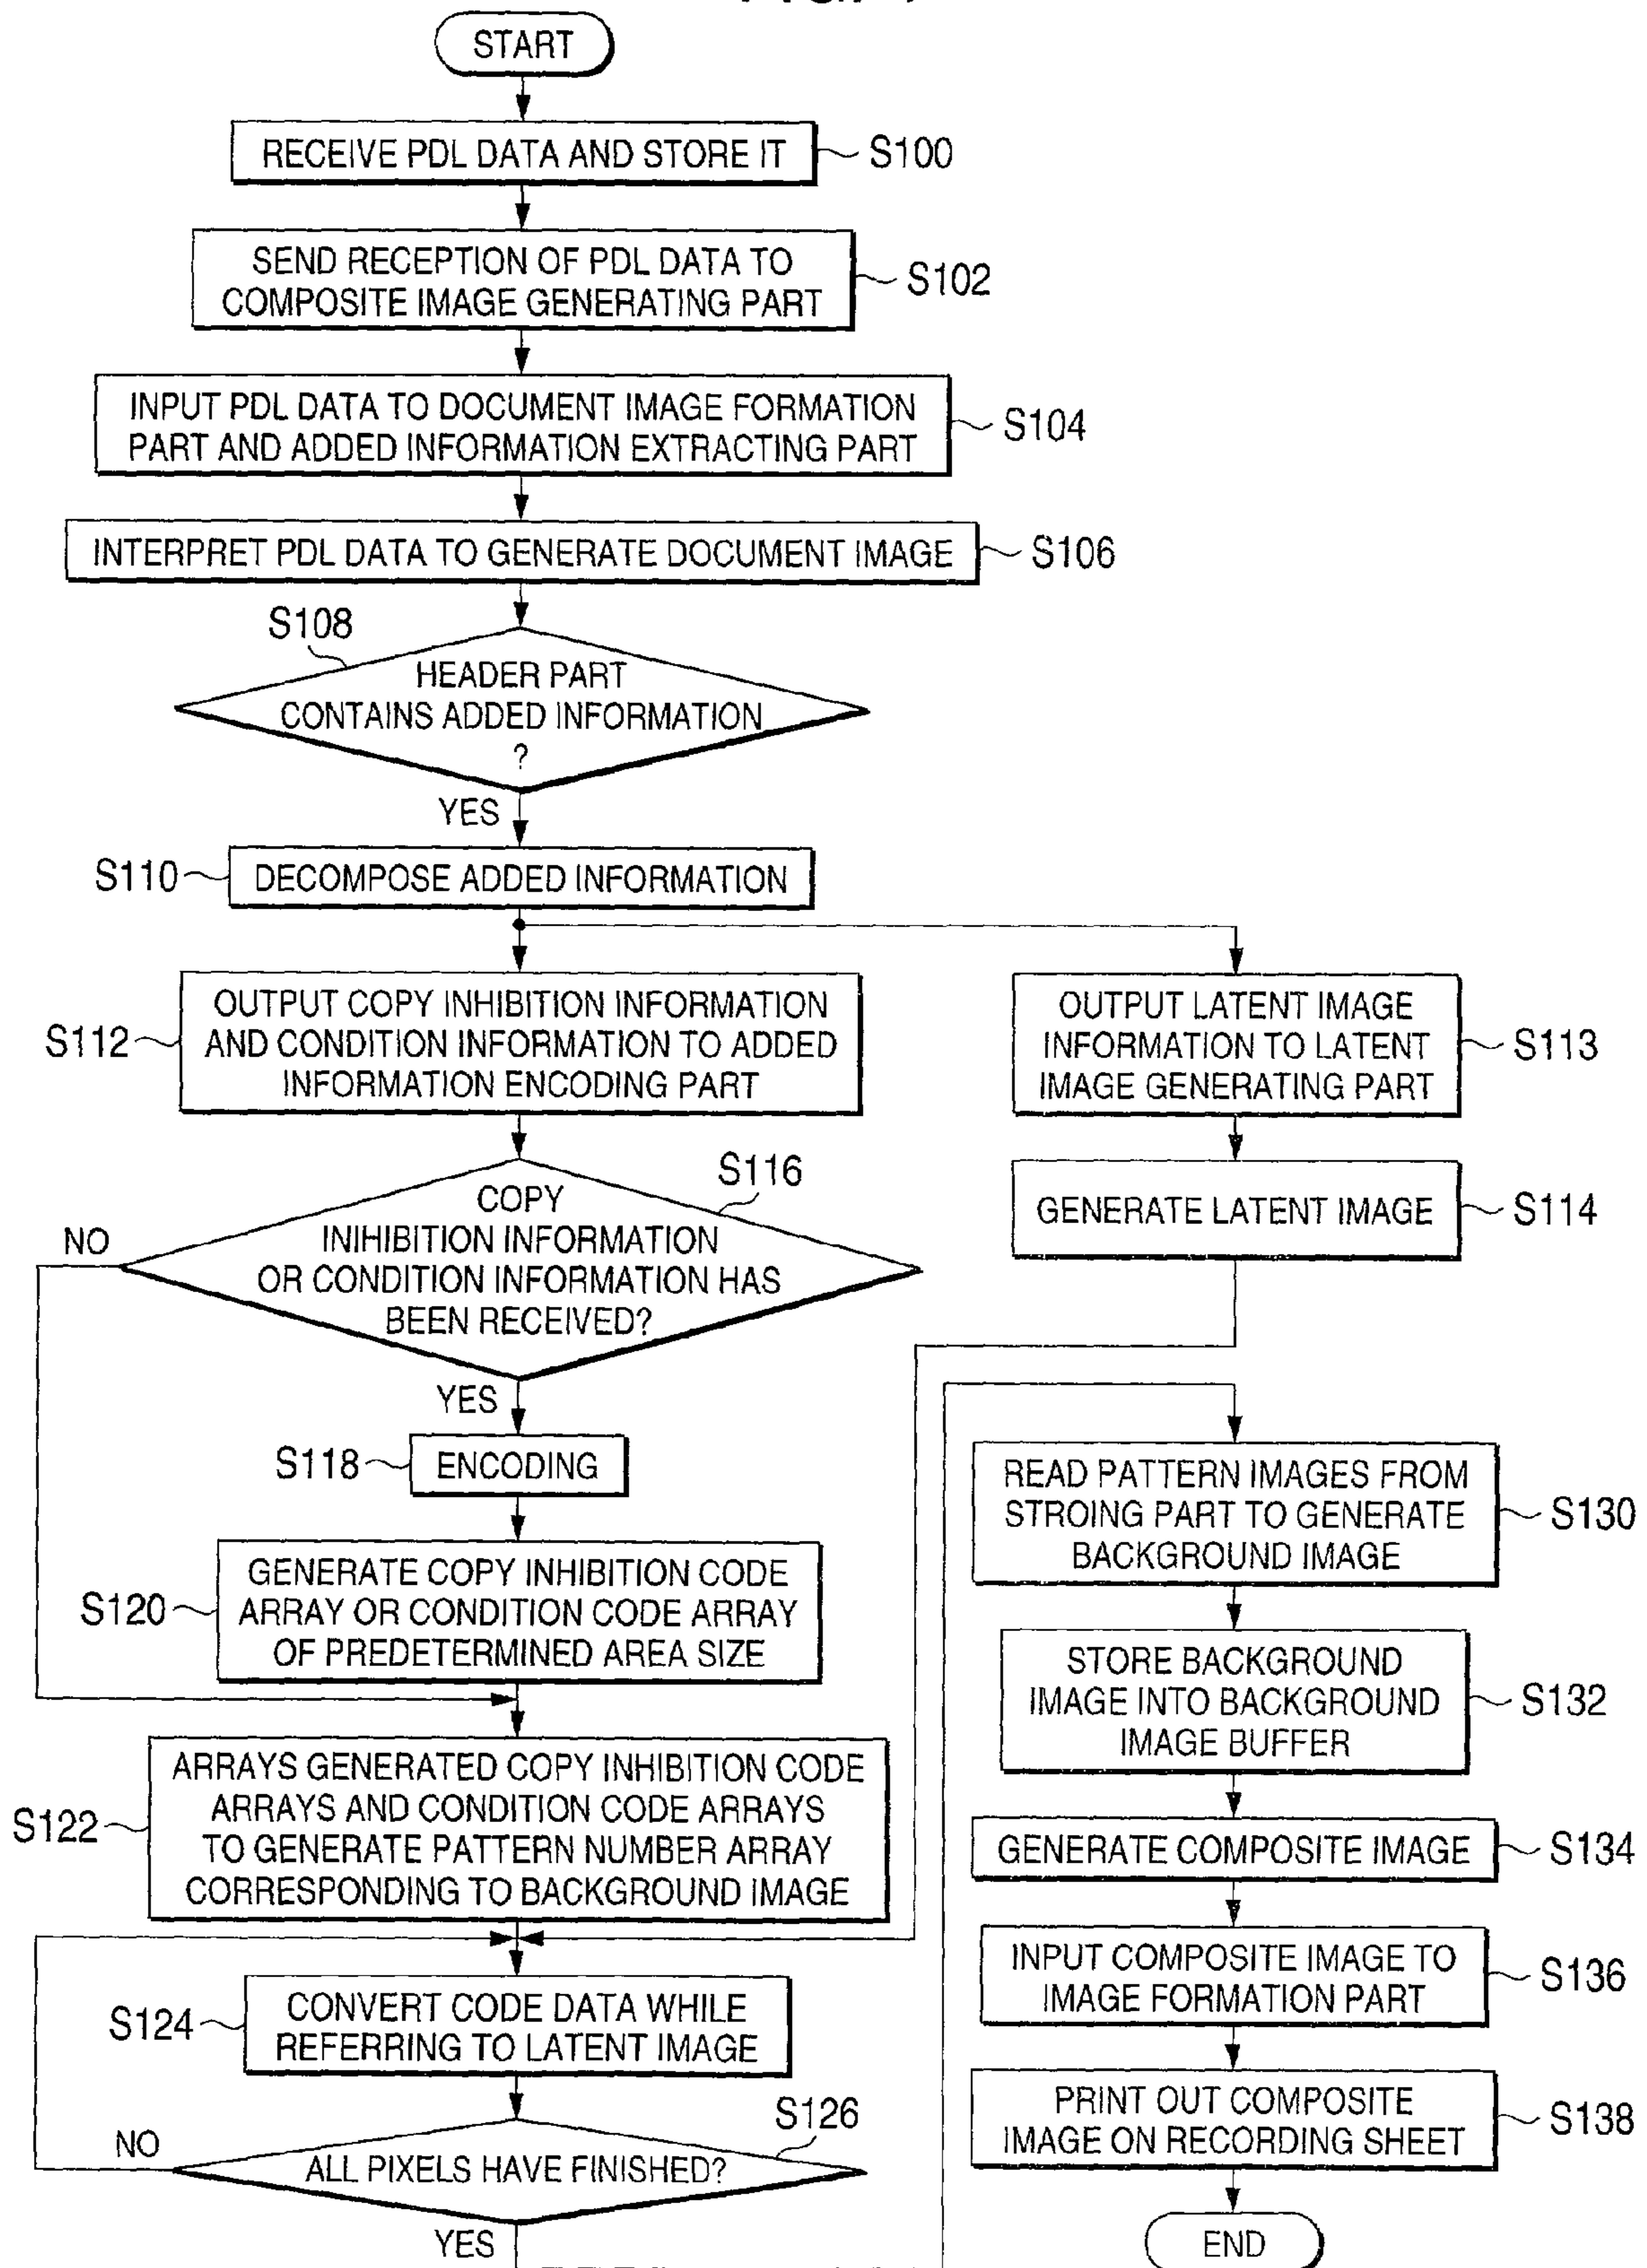 START
RECEIVE PDL DATA AND STORE IT
S100
SEND RECEPTION OF PDL DATA TO
COMPOSITE IMAGE GENERATING PART
S102
INPUT PDL DATA TO DOCUMENT IMAGE FORMATION
PART AND ADDED INFORMATION EXTRACTING PART
S104
INTERPRET PDL DATA TO GENERATE DOCUMENT IMAGE
S106
S108
HEADER PART
CONTAINS ADDED INFORMATION
?
YES
S110
DECOMPOSE ADDED INFORMATION
S112
OUTPUT COPY INHIBITION INFORMATION
AND CONDITION INFORMATION TO ADDED
INFORMATION ENCODING PART
OUTPUT LATENT IMAGE
INFORMATION TO LATENT
IMAGE GENERATING PART
S113
GENERATE LATENT IMAGE
S114
S116
COPY
INIHIBITION INFORMATION
OR CONDITION INFORMATION HAS
BEEN RECEIVED?
NO
YES
S118
ENCODING
S120
GENERATE COPY INHIBITION CODE
ARRAY OR CONDITION CODE ARRAY
OF PREDETERMINED AREA SIZE
S122
ARRAYS GENERATED COPY INHIBITION CODE
ARRAYS AND CONDITION CODE ARRAYS
TO GENERATE PATTERN NUMBER ARRAY
CORRESPONDING TO BACKGROUND IMAGE
S124
CONVERT CODE DATA WHILE
REFERRING TO LATENT IMAGE
S126
NO
ALL PIXELS HAVE FINISHED?
YES
READ PATTERN IMAGES FROM
STROING PART TO GENERATE
BACKGROUND IMAGE
S130
STORE BACKGROUND
IMAGE INTO BACKGROUND
IMAGE BUFFER
S132
GENERATE COMPOSITE IMAGE
S134
INPUT COMPOSITE IMAGE TO
IMAGE FORMATION PART
S136
PRINT OUT COMPOSITE
IMAGE ON RECORDING SHEET
S138
END